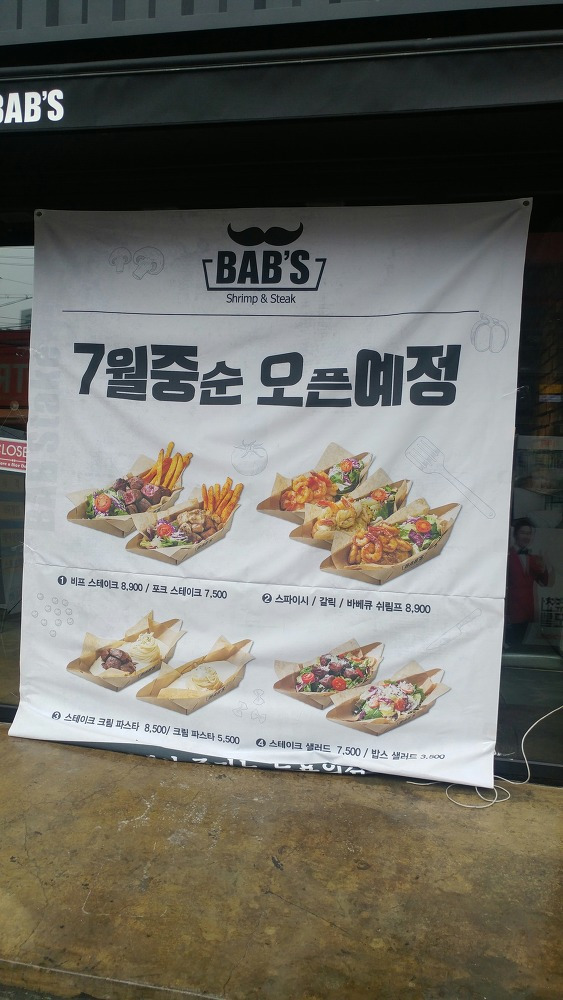 BAB'S
BAB'S
Shrimp & Steak
7월중순 오픈예정
CLOSE
❶ 비프 스테이크 8,900 / 포크 스테이크 7,500
❷ 스파이시 / 갈릭 / 바베큐 쉬림프 8,900
❸ 스테이크 크림 파스타 8,500/ 크림 파스타 5,500
❹ 스테이크 샐러드 7,500 / 밥스 샐러드 3,500